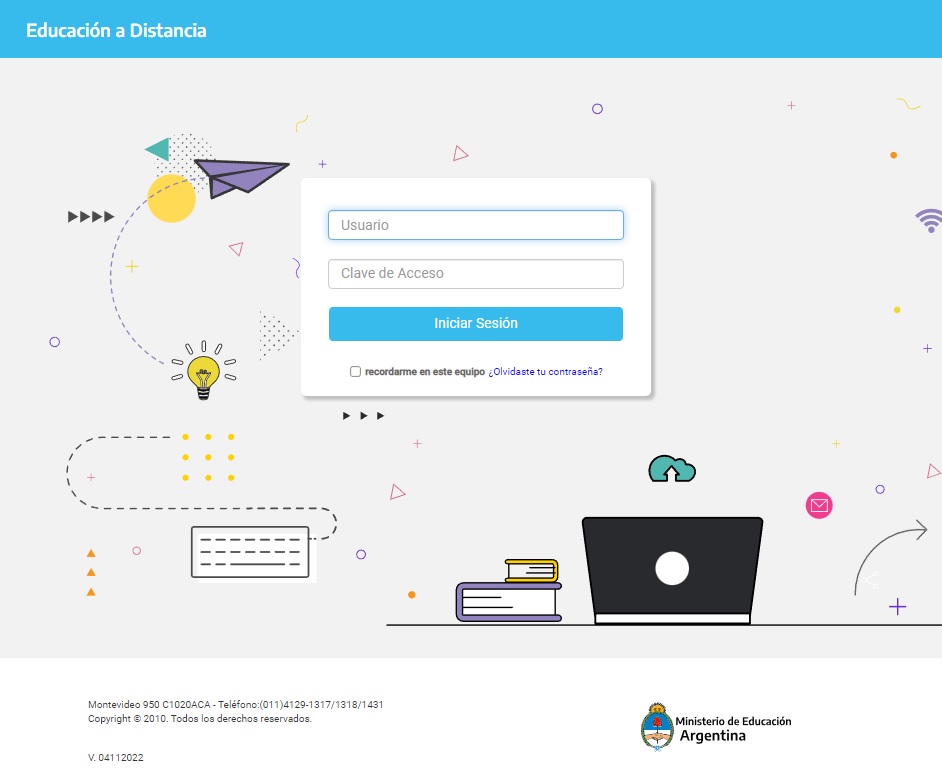 Educación a Distancia
Usuario
Clave de Acceso
Iniciar Sesión
recordarme en este equipo ¿Olvidaste tu contraseña?
Montevideo 950 C1020ACA - Teléfono:(011)4129-1317/1318/1431
Copyright © 2010. Todos los derechos reservados.
V. 04112022
Ministerio de Educación
Argentina